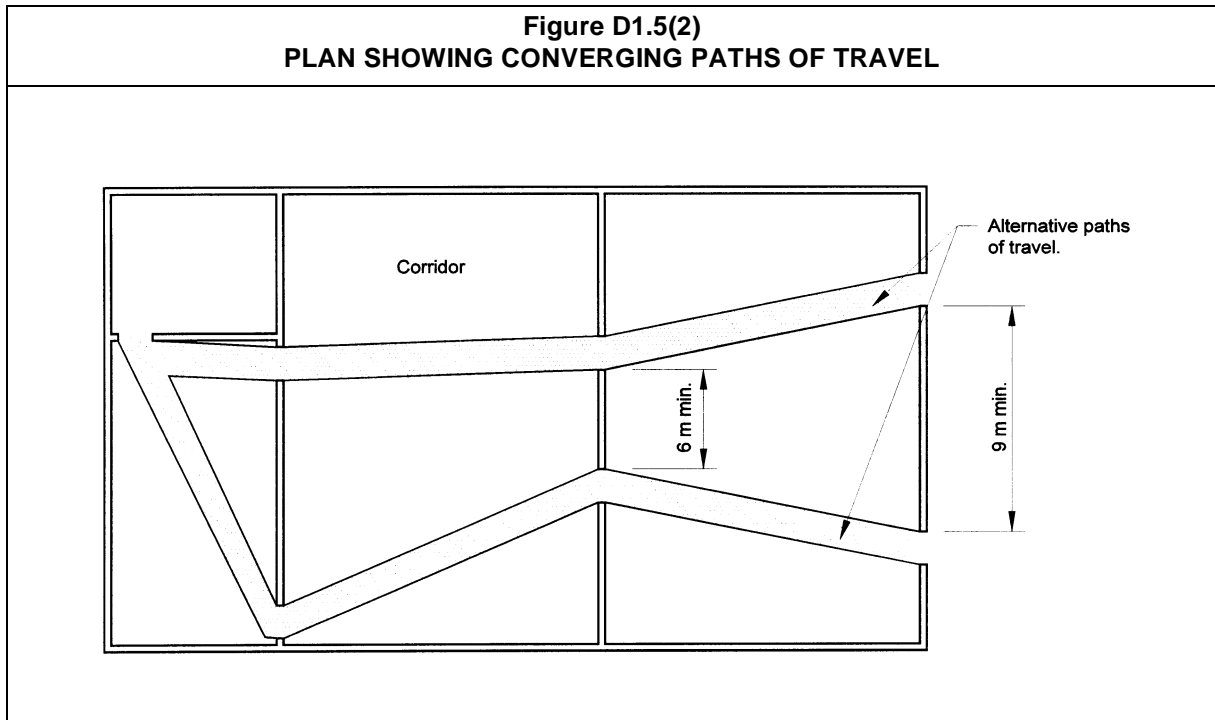 Figure D1.5(2)
PLAN SHOWING CONVERGING PATHS OF TRAVEL
Alternative paths
of travel.
Corridor
6 m min.
9 m min.